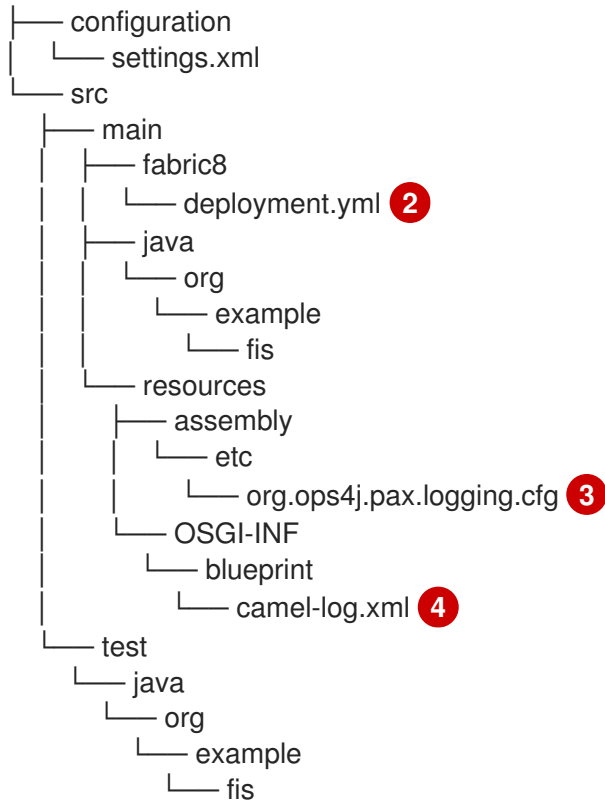 ├── configuration
│   └── settings.xml
└── src
    ├── main
    │   ├── fabric8
    │   │   └── deployment.yml 2
    │   ├── java
    │   │   └── org
    │   │       └── example
    │   │           └── fis
    │   └── resources
    │       ├── assembly
    │       │   └── etc
    │       │       └── org.ops4j.pax.logging.cfg 3
    │       └── OSGI-INF
    │           └── blueprint
    │               └── camel-log.xml 4
    └── test
        └── java
            └── org
                └── example
                    └── fis